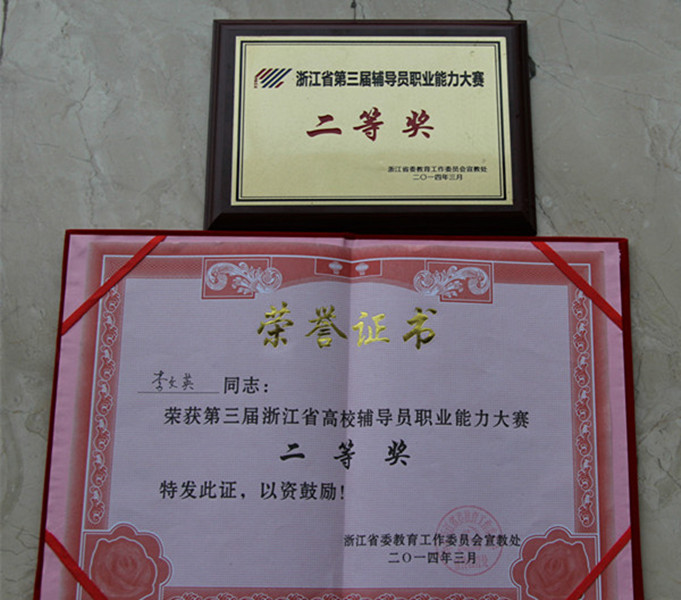 浙江省第三届辅导员职业能力大赛
二等奖
浙江省委教育工作委员会宣教处
二〇一四年三月
荣誉证书
李文英 同志：
荣获第三届浙江省高校辅导员职业能力大赛
二等奖
特发此证，以资鼓励！
浙江省委教育工作委员会宣教处
二〇一四年三月